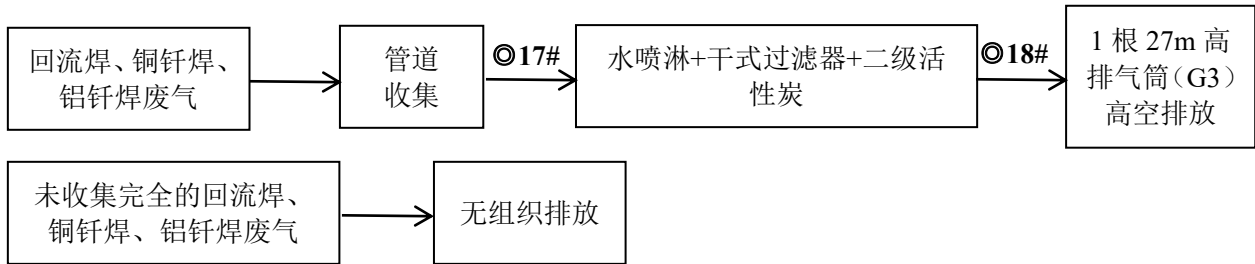 回流焊、铜钎焊、
铝钎焊废气
管道
收集
◎17#
水喷淋+干式过滤器+二级活
性炭
◎18#
1 根 27m 高
排气筒（G3）
高空排放
未收集完全的回流焊、
铜钎焊、铝钎焊废气
无组织排放